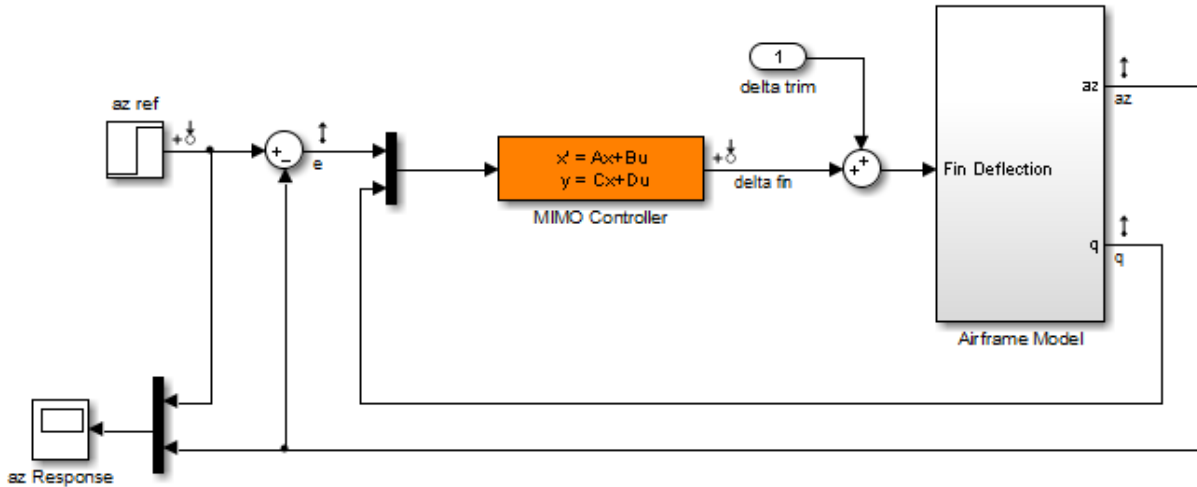 az ref
+
-
e
x' = Ax+Bu
y = Cx+Du
MIMO Controller
+
delta fin
1
delta trim
+
+
Fin Deflection
az
q
Airframe Model
az
q
+
az Response